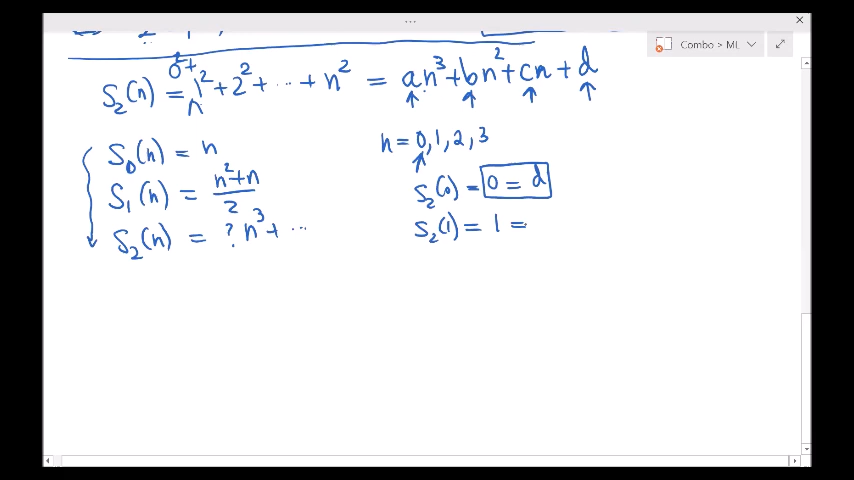 Combo > ML
0² +
S₂(n) = 1² + 2² + ... + n² = an³ + bn² + cn + d
n
S₀(n) = n
S₁(n) = (n² + n)/2
S₂(n) = ? n³ + ...
n = 0, 1, 2, 3
S₂(0) = 0 = d
S₂(1) = 1 =